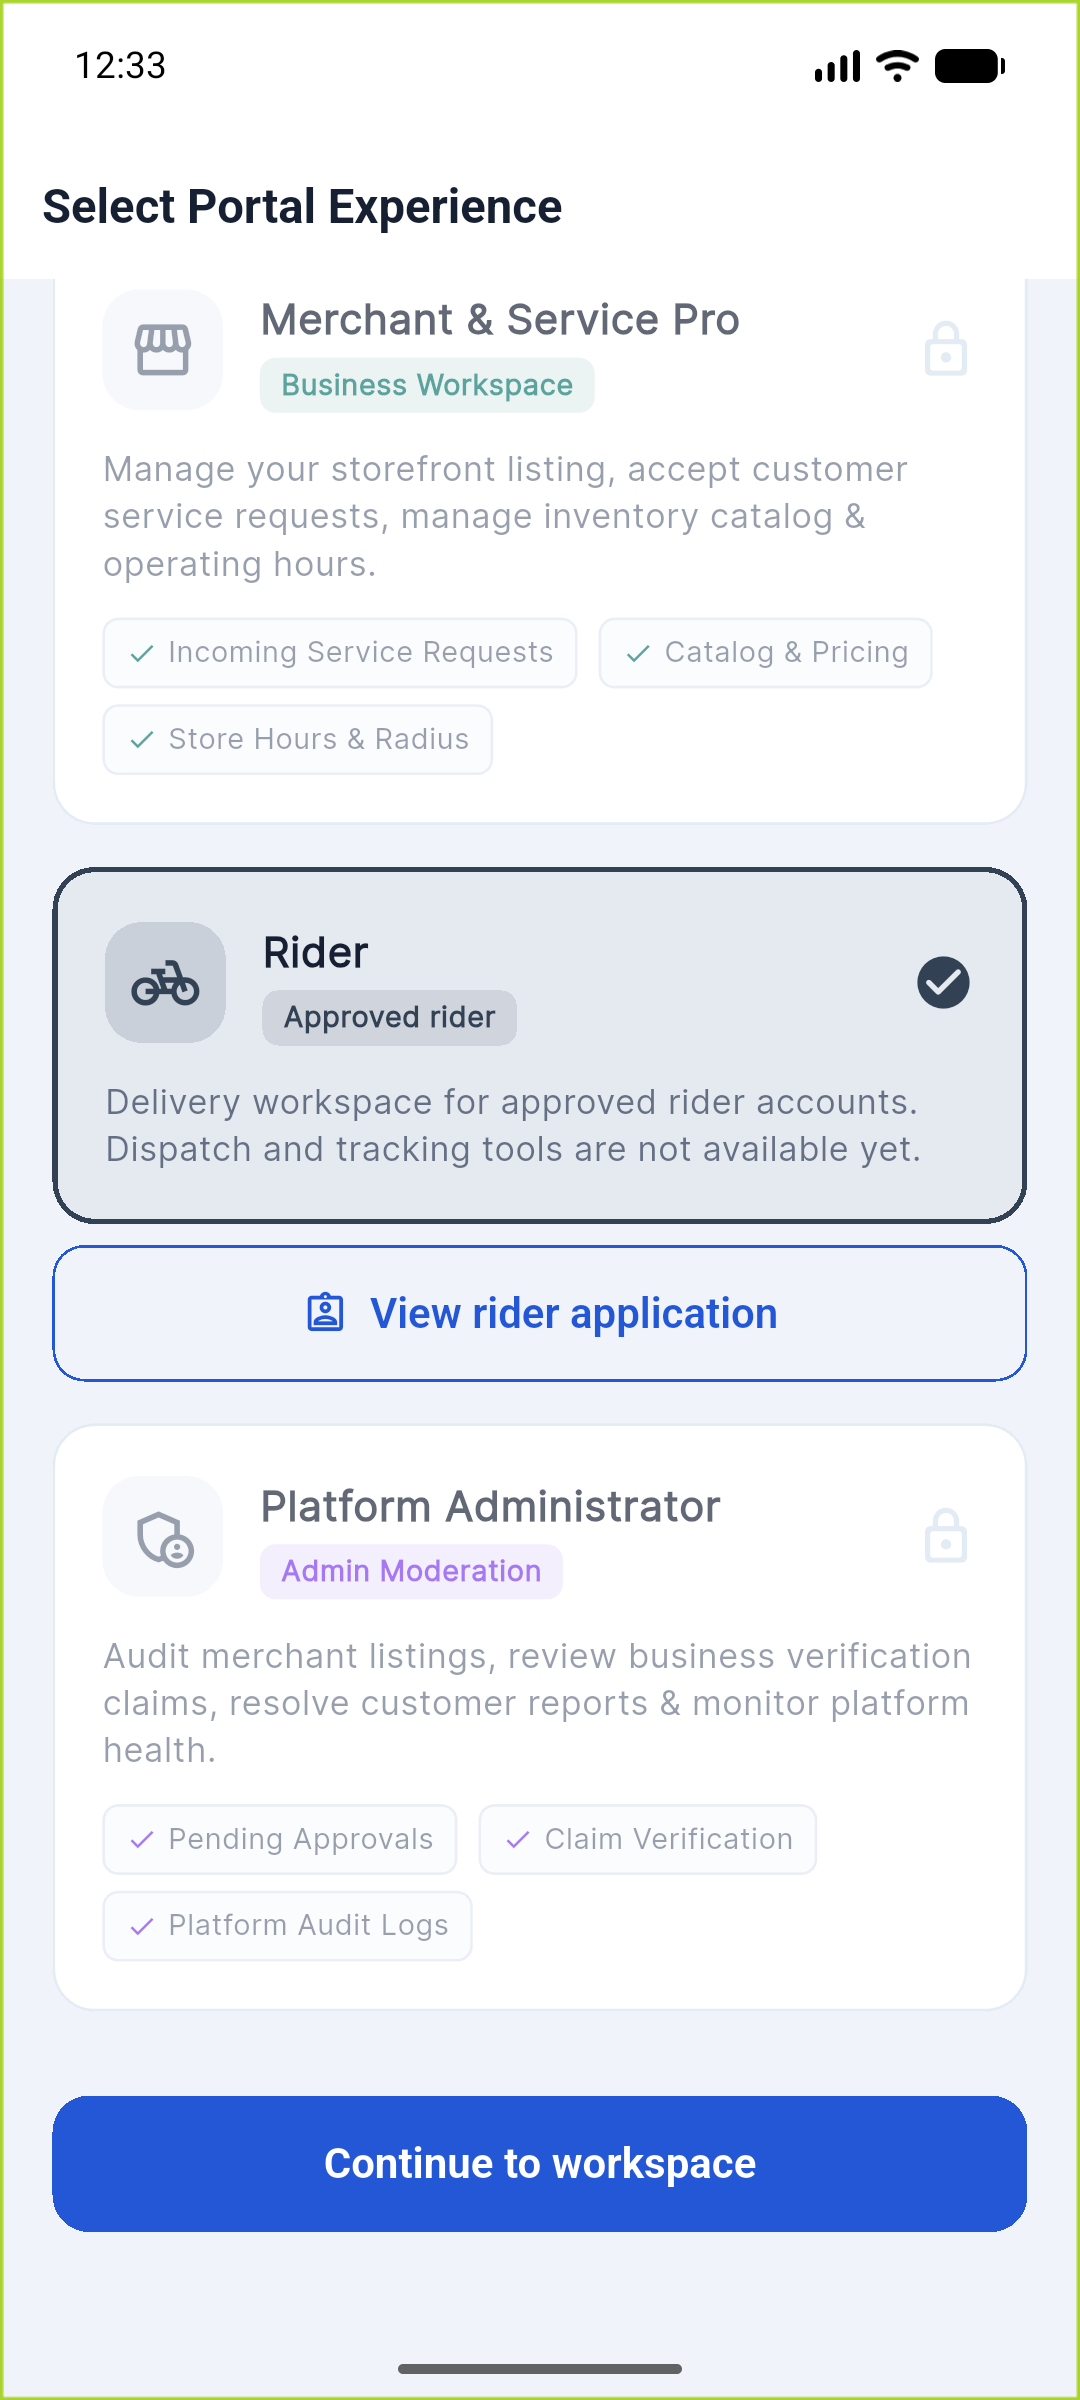 12:33
Select Portal Experience
Merchant & Service Pro
Business Workspace
Manage your storefront listing, accept customer
service requests, manage inventory catalog &
operating hours.
Incoming Service Requests
Catalog & Pricing
Store Hours & Radius
Rider
Approved rider
Delivery workspace for approved rider accounts.
Dispatch and tracking tools are not available yet.
View rider application
Platform Administrator
Admin Moderation
Audit merchant listings, review business verification
claims, resolve customer reports & monitor platform
health.
Pending Approvals
Claim Verification
Platform Audit Logs
Continue to workspace